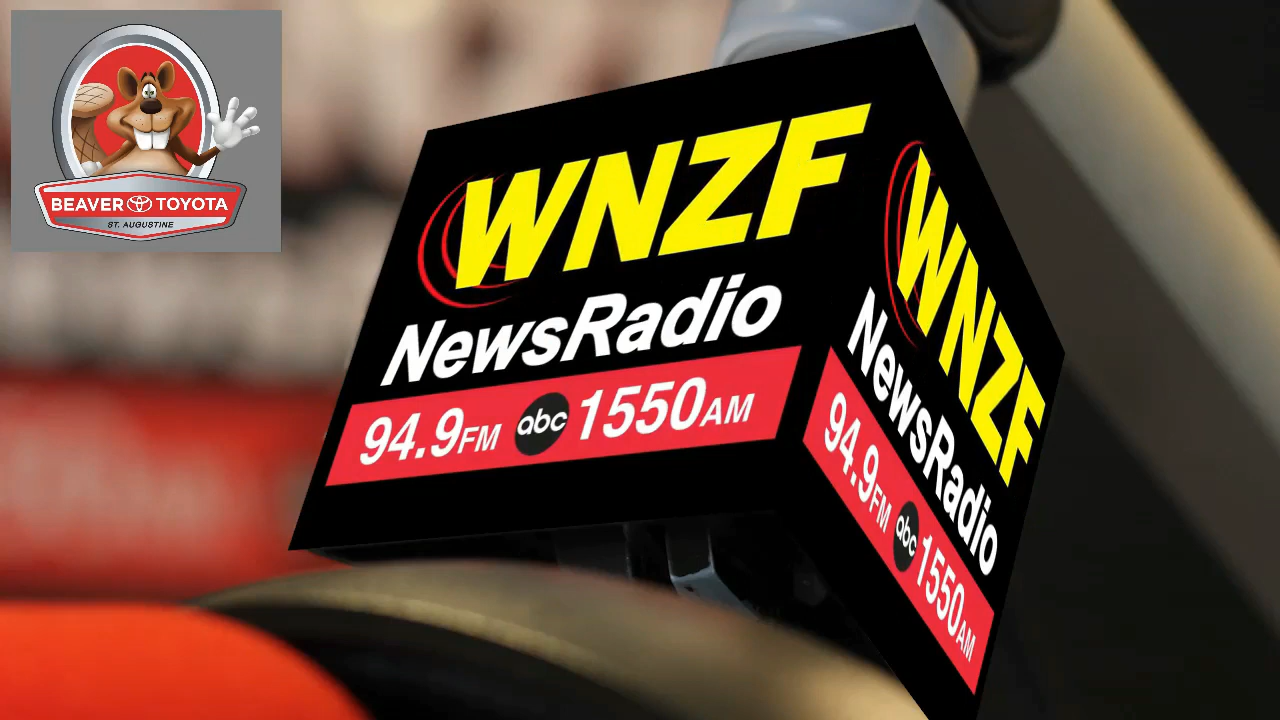 BEAVER TOYOTA
ST. AUGUSTINE
WNZF
NewsRadio
94.9FM abc 1550AM
WNZF
NewsRadio
94.9FM abc 1550AM